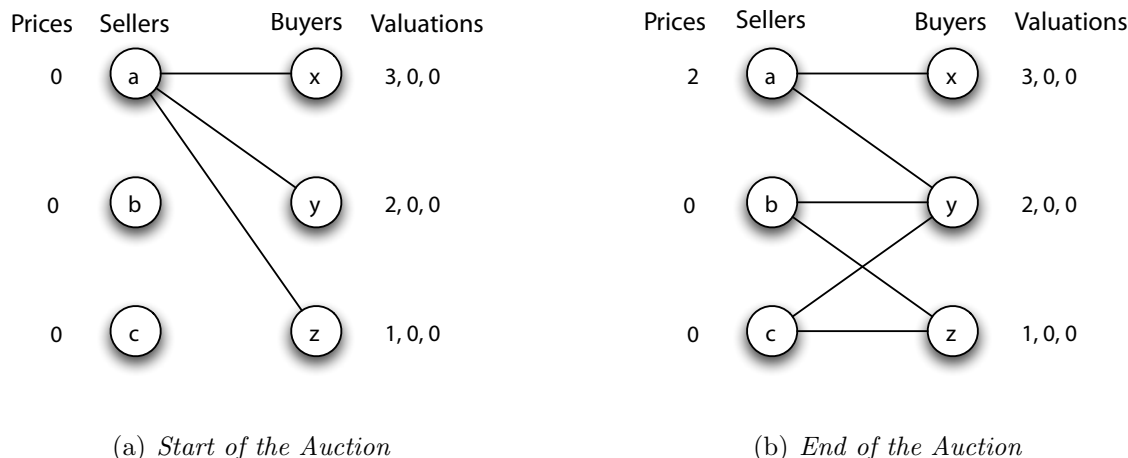 Prices Sellers Buyers Valuations
0 a x 3, 0, 0
0 b y 2, 0, 0
0 c z 1, 0, 0
(a) Start of the Auction
Prices Sellers Buyers Valuations
2 a x 3, 0, 0
0 b y 2, 0, 0
0 c z 1, 0, 0
(b) End of the Auction